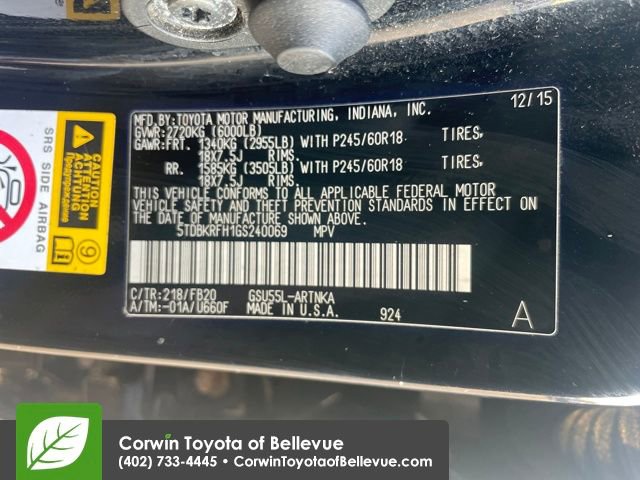 MFD.BY:TOYOTA MOTOR MANUFACTURING, INDIANA, INC. 12/15
GVWR:2720KG (6000LB)
GAWR:FRT. 1340KG (2955LB) WITH P245/60R18 TIRES,
18X7.5J RIMS.
RR. 1585KG (3505LB) WITH P245/60R18 TIRES,
18X7.5J RIMS.
THIS VEHICLE CONFORMS TO ALL APPLICABLE FEDERAL MOTOR
VEHICLE SAFETY AND THEFT PREVENTION STANDARDS IN EFFECT ON
THE DATE OF MANUFACTURE SHOWN ABOVE.
5TDBKRFH1GS240069 MPV
C/TR:218/FB20 GSU55L-ARTNKA
A/TM:-01A/U660F MADE IN U.S.A. 924
A
SRS SIDE AIRBAG
CAUTION
ATTENTION
ACHTUNG
Предупреждение
9
Corwin Toyota of Bellevue
(402) 733-4445 • CorwinToyotaofBellevue.com